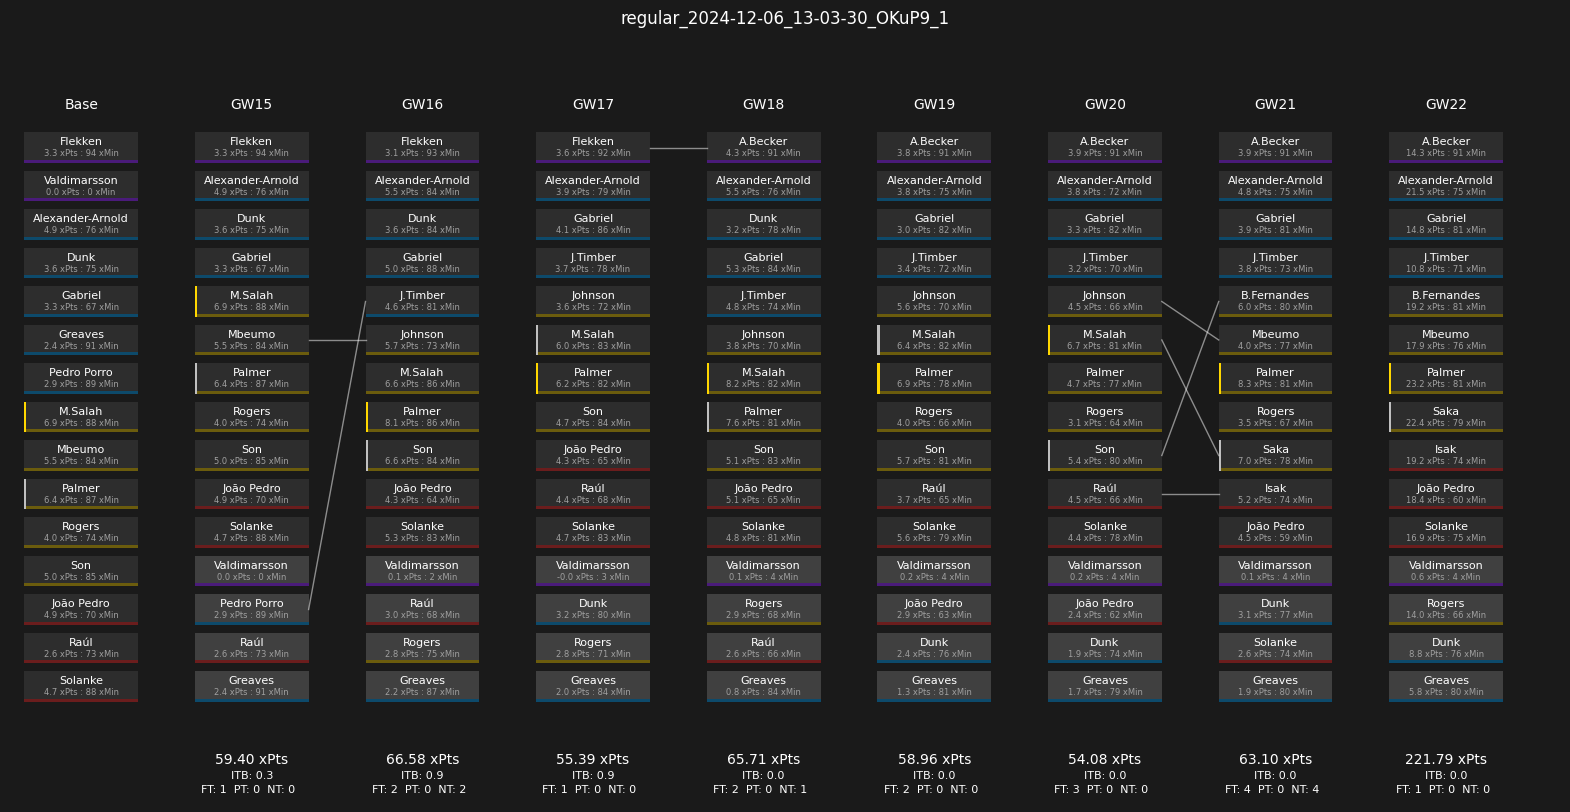 regular_2024-12-06_13-03-30_OKuP9_1
Base
Flekken
3.3 xPts : 94 xMin
Valdimarsson
0.0 xPts : 0 xMin
Alexander-Arnold
4.9 xPts : 76 xMin
Dunk
3.6 xPts : 75 xMin
Gabriel
3.3 xPts : 67 xMin
Greaves
2.4 xPts : 91 xMin
Pedro Porro
2.9 xPts : 89 xMin
M.Salah
6.9 xPts : 88 xMin
Mbeumo
5.5 xPts : 84 xMin
Palmer
6.4 xPts : 87 xMin
Rogers
4.0 xPts : 74 xMin
Son
5.0 xPts : 85 xMin
João Pedro
4.9 xPts : 70 xMin
Raúl
2.6 xPts : 73 xMin
Solanke
4.7 xPts : 88 xMin
GW15
Flekken
3.3 xPts : 94 xMin
Alexander-Arnold
4.9 xPts : 76 xMin
Dunk
3.6 xPts : 75 xMin
Gabriel
3.3 xPts : 67 xMin
M.Salah
6.9 xPts : 88 xMin
Mbeumo
5.5 xPts : 84 xMin
Palmer
6.4 xPts : 87 xMin
Rogers
4.0 xPts : 74 xMin
Son
5.0 xPts : 85 xMin
João Pedro
4.9 xPts : 70 xMin
Solanke
4.7 xPts : 88 xMin
Valdimarsson
0.0 xPts : 0 xMin
Pedro Porro
2.9 xPts : 89 xMin
Raúl
2.6 xPts : 73 xMin
Greaves
2.4 xPts : 91 xMin
59.40 xPts
ITB: 0.3
FT: 1 PT: 0 NT: 0
GW16
Flekken
3.1 xPts : 93 xMin
Alexander-Arnold
5.5 xPts : 84 xMin
Dunk
3.6 xPts : 84 xMin
Gabriel
5.0 xPts : 88 xMin
J.Timber
4.6 xPts : 81 xMin
Johnson
5.7 xPts : 73 xMin
M.Salah
6.6 xPts : 86 xMin
Palmer
8.1 xPts : 86 xMin
Son
6.6 xPts : 84 xMin
João Pedro
4.3 xPts : 64 xMin
Solanke
5.3 xPts : 83 xMin
Valdimarsson
0.1 xPts : 2 xMin
Raúl
3.0 xPts : 68 xMin
Rogers
2.8 xPts : 75 xMin
Greaves
2.2 xPts : 87 xMin
66.58 xPts
ITB: 0.9
FT: 2 PT: 0 NT: 2
GW17
Flekken
3.6 xPts : 92 xMin
Alexander-Arnold
3.9 xPts : 79 xMin
Gabriel
4.1 xPts : 86 xMin
J.Timber
3.7 xPts : 78 xMin
Johnson
3.6 xPts : 72 xMin
M.Salah
6.0 xPts : 83 xMin
Palmer
6.2 xPts : 82 xMin
Son
4.7 xPts : 84 xMin
João Pedro
4.3 xPts : 65 xMin
Raúl
4.4 xPts : 68 xMin
Solanke
4.7 xPts : 83 xMin
Valdimarsson
-0.0 xPts : 3 xMin
Dunk
3.2 xPts : 80 xMin
Rogers
2.8 xPts : 71 xMin
Greaves
2.0 xPts : 84 xMin
55.39 xPts
ITB: 0.9
FT: 1 PT: 0 NT: 0
GW18
A.Becker
4.3 xPts : 91 xMin
Alexander-Arnold
5.5 xPts : 76 xMin
Dunk
3.2 xPts : 78 xMin
Gabriel
5.3 xPts : 84 xMin
J.Timber
4.8 xPts : 74 xMin
Johnson
3.8 xPts : 70 xMin
M.Salah
8.2 xPts : 82 xMin
Palmer
7.6 xPts : 81 xMin
Son
5.1 xPts : 83 xMin
João Pedro
5.1 xPts : 65 xMin
Solanke
4.8 xPts : 81 xMin
Valdimarsson
0.1 xPts : 4 xMin
Rogers
2.9 xPts : 68 xMin
Raúl
2.6 xPts : 66 xMin
Greaves
0.8 xPts : 84 xMin
65.71 xPts
ITB: 0.0
FT: 2 PT: 0 NT: 1
GW19
A.Becker
3.8 xPts : 91 xMin
Alexander-Arnold
3.8 xPts : 75 xMin
Gabriel
3.0 xPts : 82 xMin
J.Timber
3.4 xPts : 72 xMin
Johnson
5.6 xPts : 70 xMin
M.Salah
6.4 xPts : 82 xMin
Palmer
6.9 xPts : 78 xMin
Rogers
4.0 xPts : 66 xMin
Son
5.7 xPts : 81 xMin
Raúl
3.7 xPts : 65 xMin
Solanke
5.6 xPts : 79 xMin
Valdimarsson
0.2 xPts : 4 xMin
João Pedro
2.9 xPts : 63 xMin
Dunk
2.4 xPts : 76 xMin
Greaves
1.3 xPts : 81 xMin
58.96 xPts
ITB: 0.0
FT: 2 PT: 0 NT: 0
GW20
A.Becker
3.9 xPts : 91 xMin
Alexander-Arnold
3.8 xPts : 72 xMin
Gabriel
3.3 xPts : 82 xMin
J.Timber
3.2 xPts : 70 xMin
Johnson
4.5 xPts : 66 xMin
M.Salah
6.7 xPts : 81 xMin
Palmer
4.7 xPts : 77 xMin
Rogers
3.1 xPts : 64 xMin
Son
5.4 xPts : 80 xMin
Raúl
4.5 xPts : 66 xMin
Solanke
4.4 xPts : 78 xMin
Valdimarsson
0.2 xPts : 4 xMin
João Pedro
2.4 xPts : 62 xMin
Dunk
1.9 xPts : 74 xMin
Greaves
1.7 xPts : 79 xMin
54.08 xPts
ITB: 0.0
FT: 3 PT: 0 NT: 0
GW21
A.Becker
3.9 xPts : 91 xMin
Alexander-Arnold
4.8 xPts : 75 xMin
Gabriel
3.9 xPts : 81 xMin
J.Timber
3.8 xPts : 73 xMin
B.Fernandes
6.0 xPts : 80 xMin
Mbeumo
4.0 xPts : 77 xMin
Palmer
8.3 xPts : 81 xMin
Rogers
3.5 xPts : 67 xMin
Saka
7.0 xPts : 78 xMin
Isak
5.2 xPts : 74 xMin
João Pedro
4.5 xPts : 59 xMin
Valdimarsson
0.1 xPts : 4 xMin
Dunk
3.1 xPts : 77 xMin
Solanke
2.6 xPts : 74 xMin
Greaves
1.9 xPts : 80 xMin
63.10 xPts
ITB: 0.0
FT: 4 PT: 0 NT: 4
GW22
A.Becker
14.3 xPts : 91 xMin
Alexander-Arnold
21.5 xPts : 75 xMin
Gabriel
14.8 xPts : 81 xMin
J.Timber
10.8 xPts : 71 xMin
B.Fernandes
19.2 xPts : 81 xMin
Mbeumo
17.9 xPts : 76 xMin
Palmer
23.2 xPts : 81 xMin
Saka
22.4 xPts : 79 xMin
Isak
19.2 xPts : 74 xMin
João Pedro
18.4 xPts : 60 xMin
Solanke
16.9 xPts : 75 xMin
Valdimarsson
0.6 xPts : 4 xMin
Rogers
14.0 xPts : 66 xMin
Dunk
8.8 xPts : 76 xMin
Greaves
5.8 xPts : 80 xMin
221.79 xPts
ITB: 0.0
FT: 1 PT: 0 NT: 0